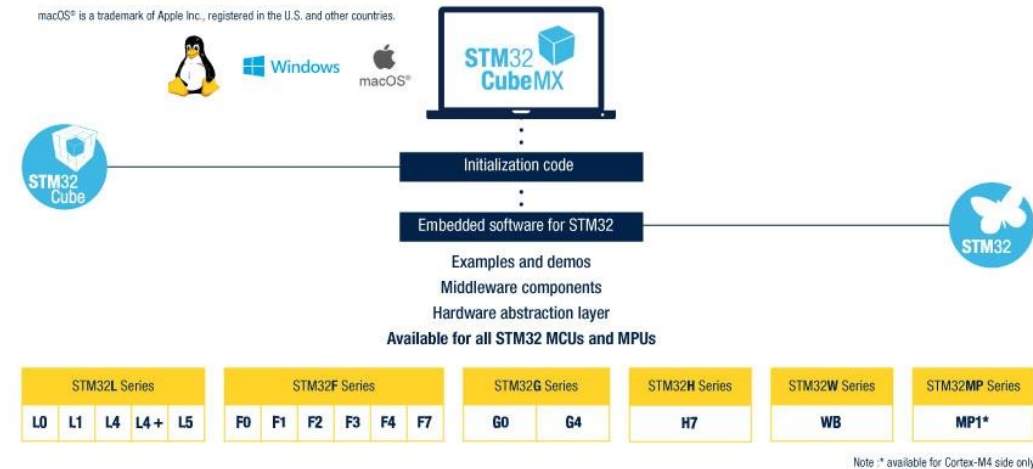 macOS® is a trademark of Apple Inc., registered in the U.S. and other countries.
Windows
macOS®
STM32
CubeMX
Initialization code
STM32
Cube
Embedded software for STM32
STM32
Examples and demos
Middleware components
Hardware abstraction layer
Available for all STM32 MCUs and MPUs
STM32L Series STM32F Series STM32G Series STM32H Series STM32W Series STM32MP Series
L0 L1 L4 L4+ L5 F0 F1 F2 F3 F4 F7 G0 G4 H7 WB MP1*
Note :* available for Cortex-M4 side only